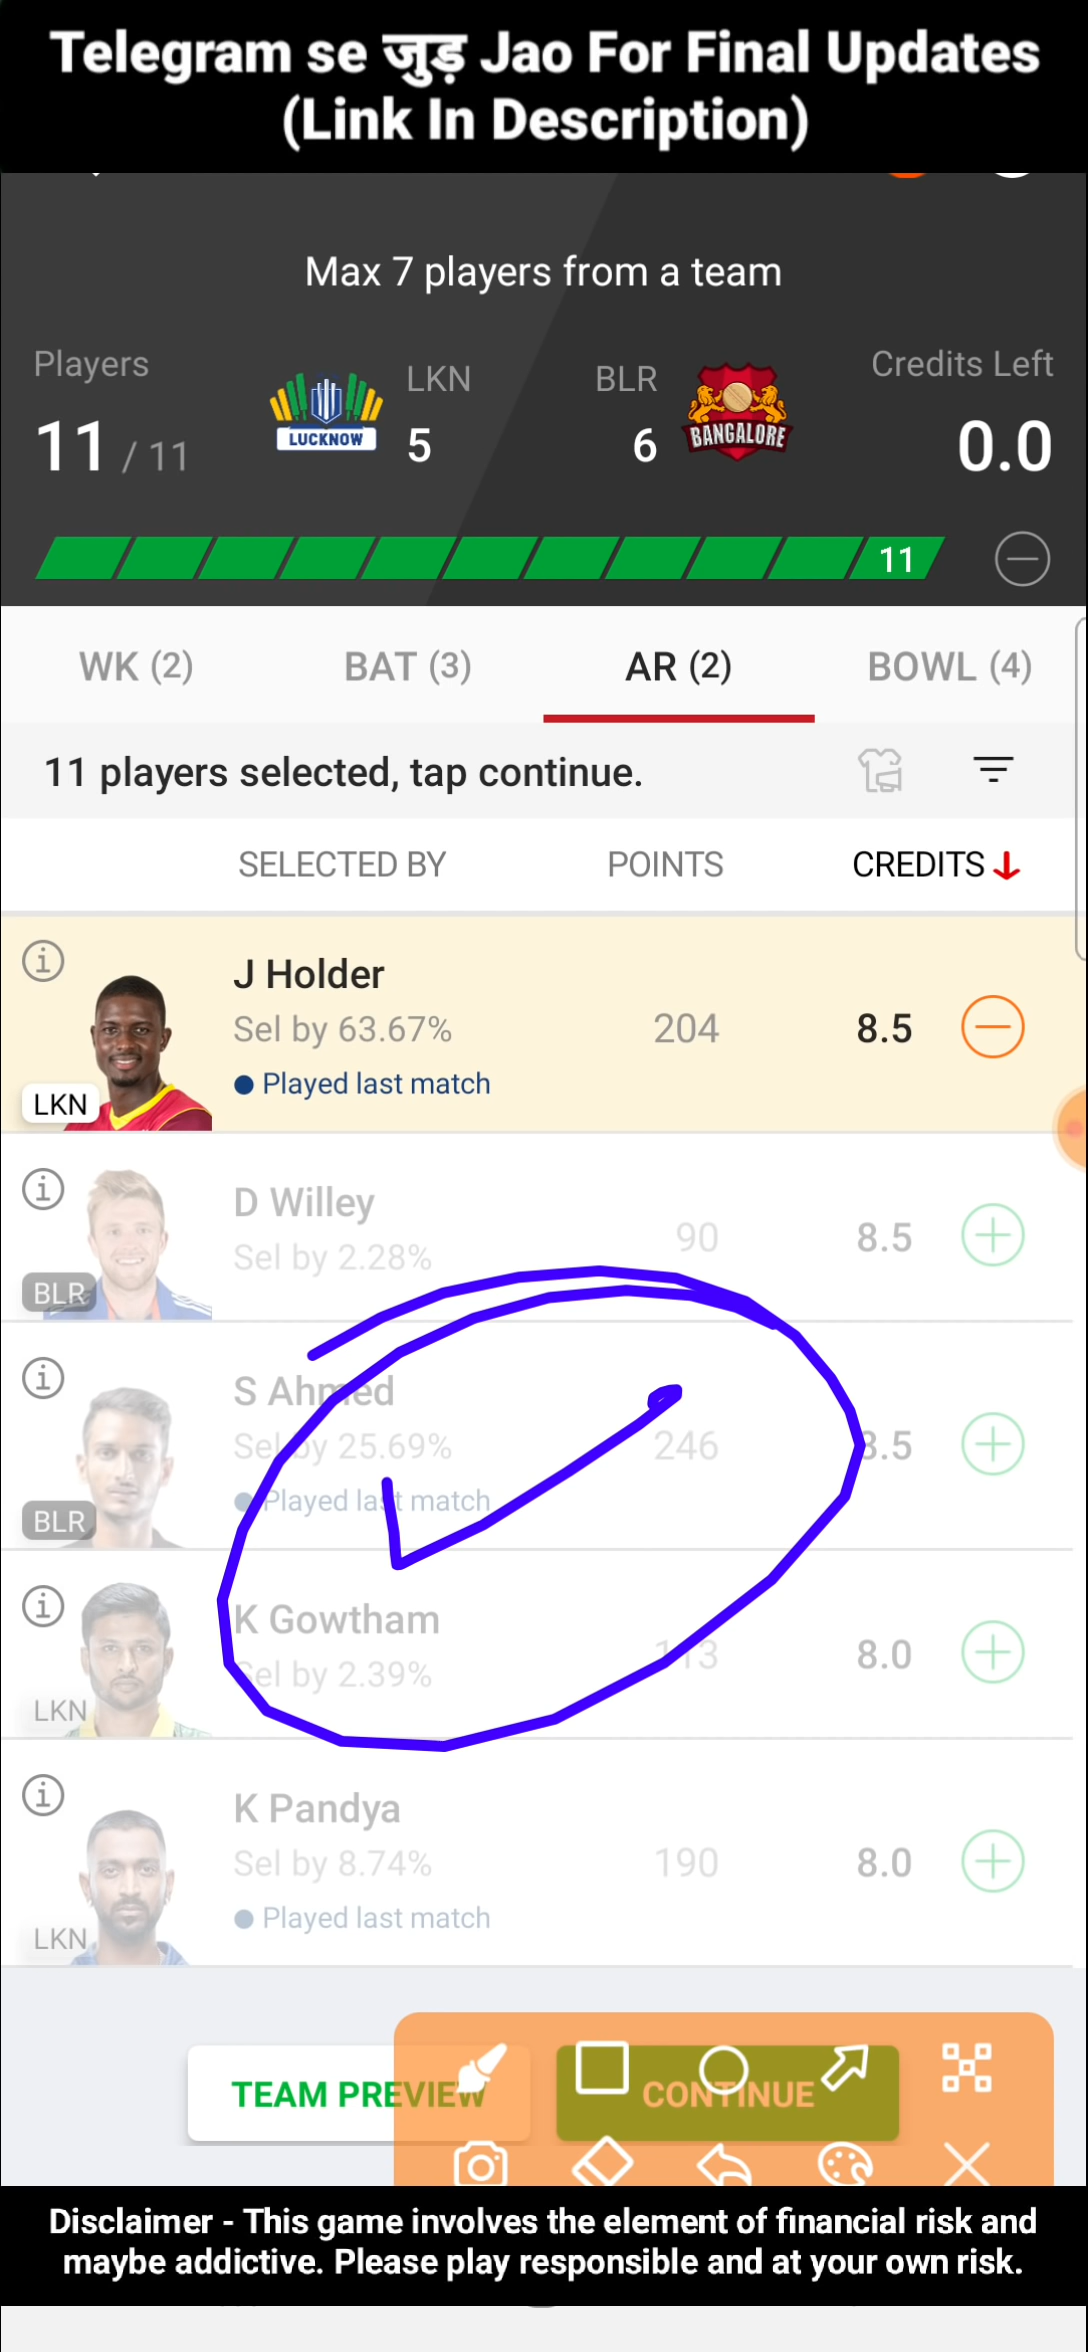 Telegram se जुड़ Jao For Final Updates
(Link In Description)
Max 7 players from a team
Players
LKN
BLR
Credits Left
11 / 11
LUCKNOW
5
6
BANGALORE
0.0
11
WK (2)
BAT (3)
AR (2)
BOWL (4)
11 players selected, tap continue.
SELECTED BY
POINTS
CREDITS
J Holder
Sel by 63.67%
204
8.5
Played last match
LKN
D Willey
Sel by 2.28%
90
8.5
BLR
S Ahmed
Sel by 25.69%
246
8.5
Played last match
BLR
K Gowtham
Sel by 2.39%
113
8.0
LKN
K Pandya
Sel by 8.74%
190
8.0
Played last match
LKN
TEAM PREVIEW
CONTINUE
Disclaimer - This game involves the element of financial risk and
maybe addictive. Please play responsible and at your own risk.